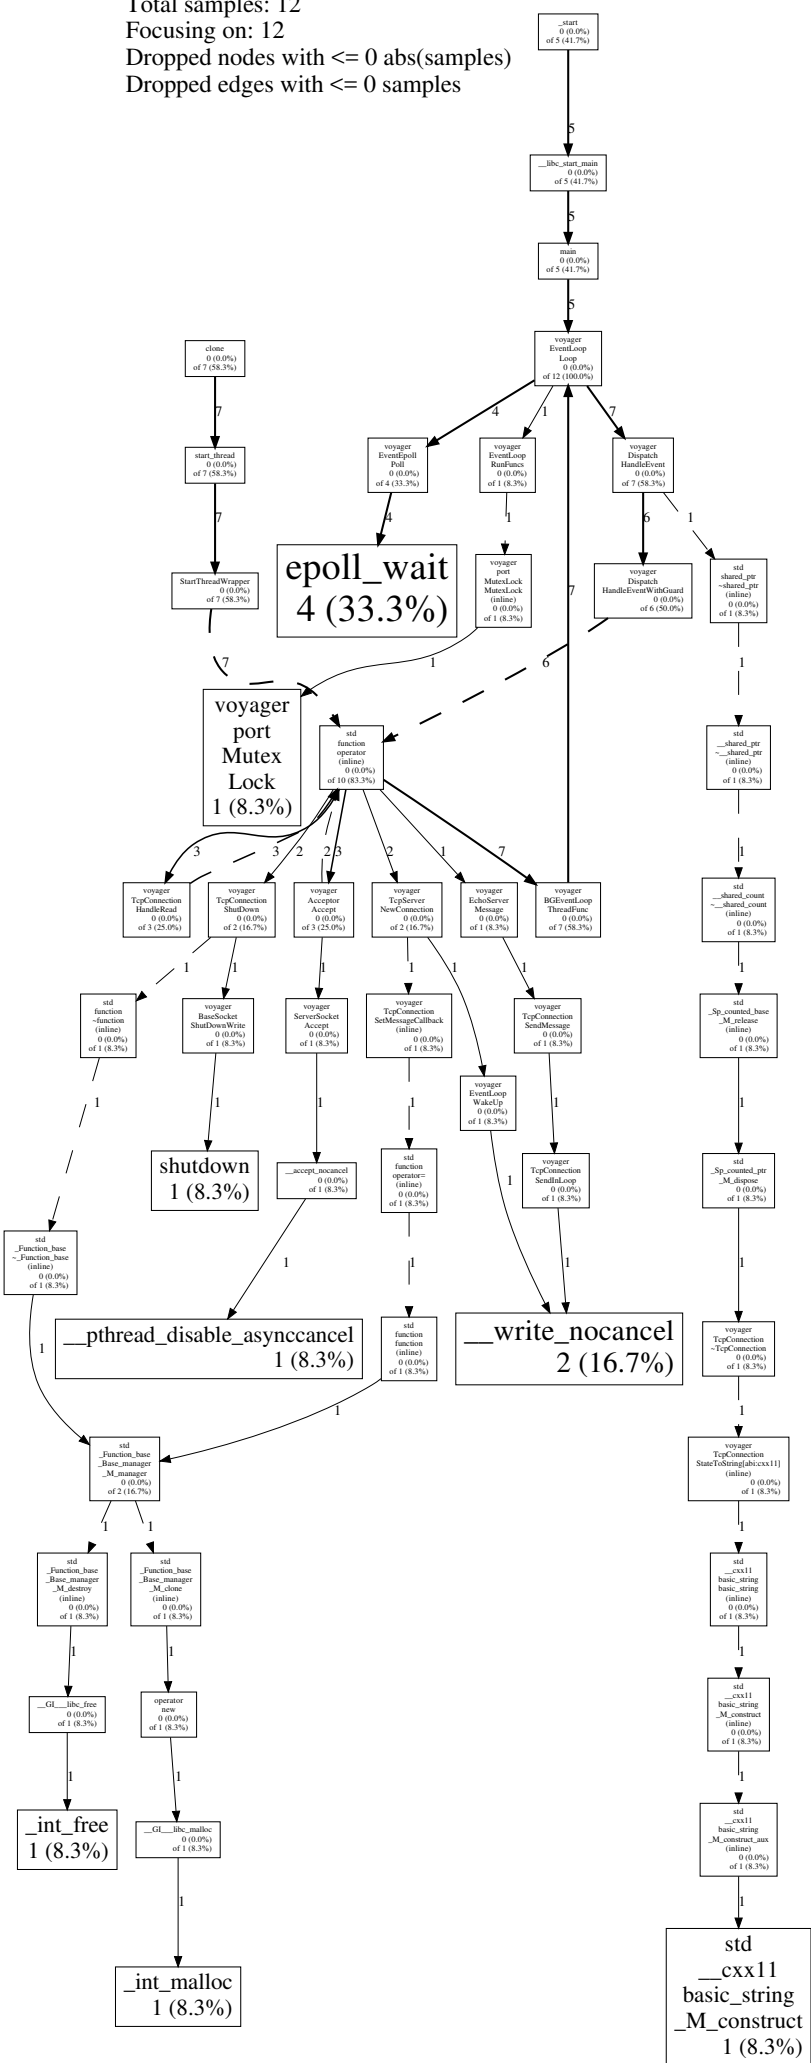 Total samples: 12
Focusing on: 12
Dropped nodes with <= 0 abs(samples)
Dropped edges with <= 0 samples
_start
0 (0.0%)
of 5 (41.7%)
5
__libc_start_main
0 (0.0%)
of 5 (41.7%)
5
main
0 (0.0%)
of 5 (41.7%)
5
voyager
EventLoop
Loop
0 (0.0%)
of 12 (100.0%)
clone
0 (0.0%)
of 7 (58.3%)
7
4
1
7
start_thread
0 (0.0%)
of 7 (58.3%)
voyager
EventEpoll
Poll
0 (0.0%)
of 4 (33.3%)
voyager
EventLoop
RunFuncs
0 (0.0%)
of 1 (8.3%)
voyager
Dispatch
HandleEvent
0 (0.0%)
of 7 (58.3%)
7
4
1
6
1
StartThreadWrapper
0 (0.0%)
of 7 (58.3%)
epoll_wait
4 (33.3%)
voyager
port
MutexLock
MutexLock
(inline)
0 (0.0%)
of 1 (8.3%)
7
voyager
Dispatch
HandleEventWithGuard
0 (0.0%)
of 6 (50.0%)
std
shared_ptr
~shared_ptr
(inline)
0 (0.0%)
of 1 (8.3%)
7
1
6
1
voyager
port
Mutex
Lock
1 (8.3%)
std
function
operator
(inline)
0 (0.0%)
of 10 (83.3%)
std
__shared_ptr
~__shared_ptr
(inline)
0 (0.0%)
of 1 (8.3%)
3
3
2
2
3
2
1
7
1
voyager
TcpConnection
HandleRead
0 (0.0%)
of 3 (25.0%)
voyager
TcpConnection
ShutDown
0 (0.0%)
of 2 (16.7%)
voyager
Acceptor
Accept
0 (0.0%)
of 3 (25.0%)
voyager
TcpServer
NewConnection
0 (0.0%)
of 2 (16.7%)
voyager
EchoServer
Message
0 (0.0%)
of 1 (8.3%)
voyager
BGEventLoop
ThreadFunc
0 (0.0%)
of 7 (58.3%)
std
__shared_count
~__shared_count
(inline)
0 (0.0%)
of 1 (8.3%)
1
1
1
1
1
1
1
std
function
~function
(inline)
0 (0.0%)
of 1 (8.3%)
voyager
BaseSocket
ShutDownWrite
0 (0.0%)
of 1 (8.3%)
voyager
ServerSocket
Accept
0 (0.0%)
of 1 (8.3%)
voyager
TcpConnection
SetMessageCallback
(inline)
0 (0.0%)
of 1 (8.3%)
voyager
TcpConnection
SendMessage
0 (0.0%)
of 1 (8.3%)
std
_Sp_counted_base
_M_release
(inline)
0 (0.0%)
of 1 (8.3%)
voyager
EventLoop
WakeUp
0 (0.0%)
of 1 (8.3%)
1
1
1
1
1
1
shutdown
1 (8.3%)
__accept_nocancel
0 (0.0%)
of 1 (8.3%)
std
function
operator=
(inline)
0 (0.0%)
of 1 (8.3%)
1
voyager
TcpConnection
SendInLoop
0 (0.0%)
of 1 (8.3%)
std
_Sp_counted_ptr
_M_dispose
0 (0.0%)
of 1 (8.3%)
std
_Function_base
~_Function_base
(inline)
0 (0.0%)
of 1 (8.3%)
1
1
1
1
1
__pthread_disable_asynccancel
1 (8.3%)
std
function
function
(inline)
0 (0.0%)
of 1 (8.3%)
__write_nocancel
2 (16.7%)
voyager
TcpConnection
~TcpConnection
0 (0.0%)
of 1 (8.3%)
1
1
std
_Function_base
_Base_manager
_M_manager
0 (0.0%)
of 2 (16.7%)
voyager
TcpConnection
StateToString[abi:cxx11]
(inline)
0 (0.0%)
of 1 (8.3%)
1
1
1
std
_Function_base
_Base_manager
_M_destroy
(inline)
0 (0.0%)
of 1 (8.3%)
std
_Function_base
_Base_manager
_M_clone
(inline)
0 (0.0%)
of 1 (8.3%)
std
__cxx11
basic_string
basic_string
(inline)
0 (0.0%)
of 1 (8.3%)
1
1
1
__GI___libc_free
0 (0.0%)
of 1 (8.3%)
operator
new
0 (0.0%)
of 1 (8.3%)
std
__cxx11
basic_string
_M_construct
(inline)
0 (0.0%)
of 1 (8.3%)
1
1
1
_int_free
1 (8.3%)
__GI___libc_malloc
0 (0.0%)
of 1 (8.3%)
std
__cxx11
basic_string
_M_construct_aux
(inline)
0 (0.0%)
of 1 (8.3%)
1
1
_int_malloc
1 (8.3%)
std
__cxx11
basic_string
_M_construct
1 (8.3%)